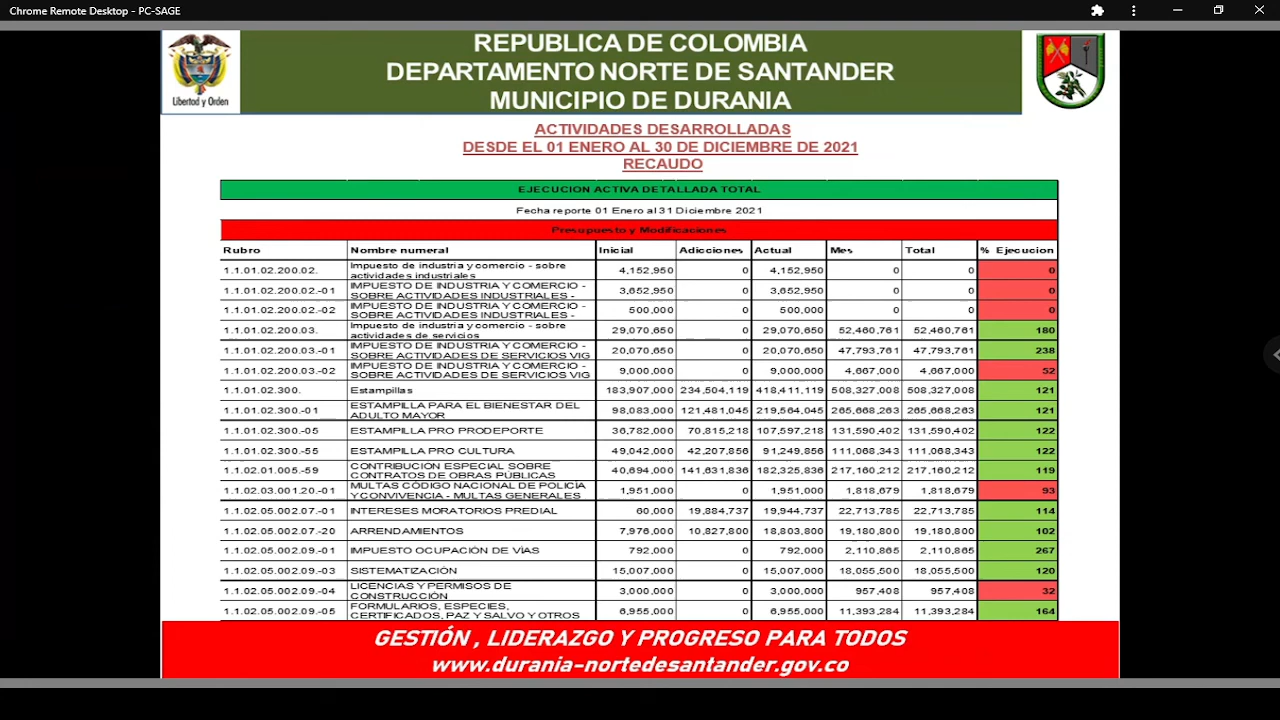 Chrome Remote Desktop - PC-SAGE
REPUBLICA DE COLOMBIA
DEPARTAMENTO NORTE DE SANTANDER
MUNICIPIO DE DURANIA
Libertad y Orden
ACTIVIDADES DESARROLLADAS
DESDE EL 01 ENERO AL 30 DE DICIEMBRE DE 2021
RECAUDO
EJECUCION ACTIVA DETALLADA TOTAL
Fecha reporte 01 Enero al 31 Diciembre 2021
Presupuesto y Modificaciones
Rubro Nombre numeral Inicial Adicciones Actual Mes Total % Ejecucion
1.1.01.02.200.02. Impuesto de industria y comercio - sobre actividades industriales 4,152,950 0 4,152,950 0 0 0
1.1.01.02.200.02.-01 IMPUESTO DE INDUSTRIA Y COMERCIO - SOBRE ACTIVIDADES INDUSTRIALES - 3,652,950 0 3,652,950 0 0 0
1.1.01.02.200.02.-02 IMPUESTO DE INDUSTRIA Y COMERCIO - SOBRE ACTIVIDADES INDUSTRIALES - 500,000 0 500,000 0 0 0
1.1.01.02.200.03. Impuesto de industria y comercio - sobre actividades de servicios 29,070,650 0 29,070,650 52,460,761 52,460,761 180
1.1.01.02.200.03.-01 IMPUESTO DE INDUSTRIA Y COMERCIO - SOBRE ACTIVIDADES DE SERVICIOS VIG 20,070,650 0 20,070,650 47,793,761 47,793,761 238
1.1.01.02.200.03.-02 IMPUESTO DE INDUSTRIA Y COMERCIO - SOBRE ACTIVIDADES DE SERVICIOS VIG 9,000,000 0 9,000,000 4,667,000 4,667,000 52
1.1.01.02.300. Estampillas 183,907,000 234,504,119 418,411,119 508,327,008 508,327,008 121
1.1.01.02.300.-01 ESTAMPILLA PARA EL BIENESTAR DEL ADULTO MAYOR 98,083,000 121,481,045 219,564,045 265,668,263 265,668,263 121
1.1.01.02.300.-05 ESTAMPILLA PRO PRODEPORTE 36,782,000 70,815,218 107,597,218 131,590,402 131,590,402 122
1.1.01.02.300.-55 ESTAMPILLA PRO CULTURA 49,042,000 42,207,856 91,249,856 111,068,343 111,068,343 122
1.1.02.01.005.-59 CONTRIBUCIÓN ESPECIAL SOBRE CONTRATOS DE OBRAS PÚBLICAS 40,694,000 141,631,836 182,325,836 217,160,212 217,160,212 119
1.1.02.03.001.20.-01 MULTAS CÓDIGO NACIONAL DE POLICÍA Y CONVIVENCIA - MULTAS GENERALES 1,951,000 0 1,951,000 1,818,679 1,818,679 93
1.1.02.05.002.07.-01 INTERESES MORATORIOS PREDIAL 60,000 19,884,737 19,944,737 22,713,785 22,713,785 114
1.1.02.05.002.07.-20 ARRENDAMIENTOS 7,976,000 10,827,800 18,803,800 19,180,800 19,180,800 102
1.1.02.05.002.09.-01 IMPUESTO OCUPACIÓN DE VÍAS 792,000 0 792,000 2,110,865 2,110,865 267
1.1.02.05.002.09.-03 SISTEMATIZACIÓN 15,007,000 0 15,007,000 18,055,500 18,055,500 120
1.1.02.05.002.09.-04 LICENCIAS Y PERMISOS DE CONSTRUCCIÓN 3,000,000 0 3,000,000 957,408 957,408 32
1.1.02.05.002.09.-05 FORMULARIOS, ESPECIES, CERTIFICADOS, PAZ Y SALVO Y OTROS 6,955,000 0 6,955,000 11,393,284 11,393,284 164
GESTIÓN , LIDERAZGO Y PROGRESO PARA TODOS
www.durania-nortedesantander.gov.co